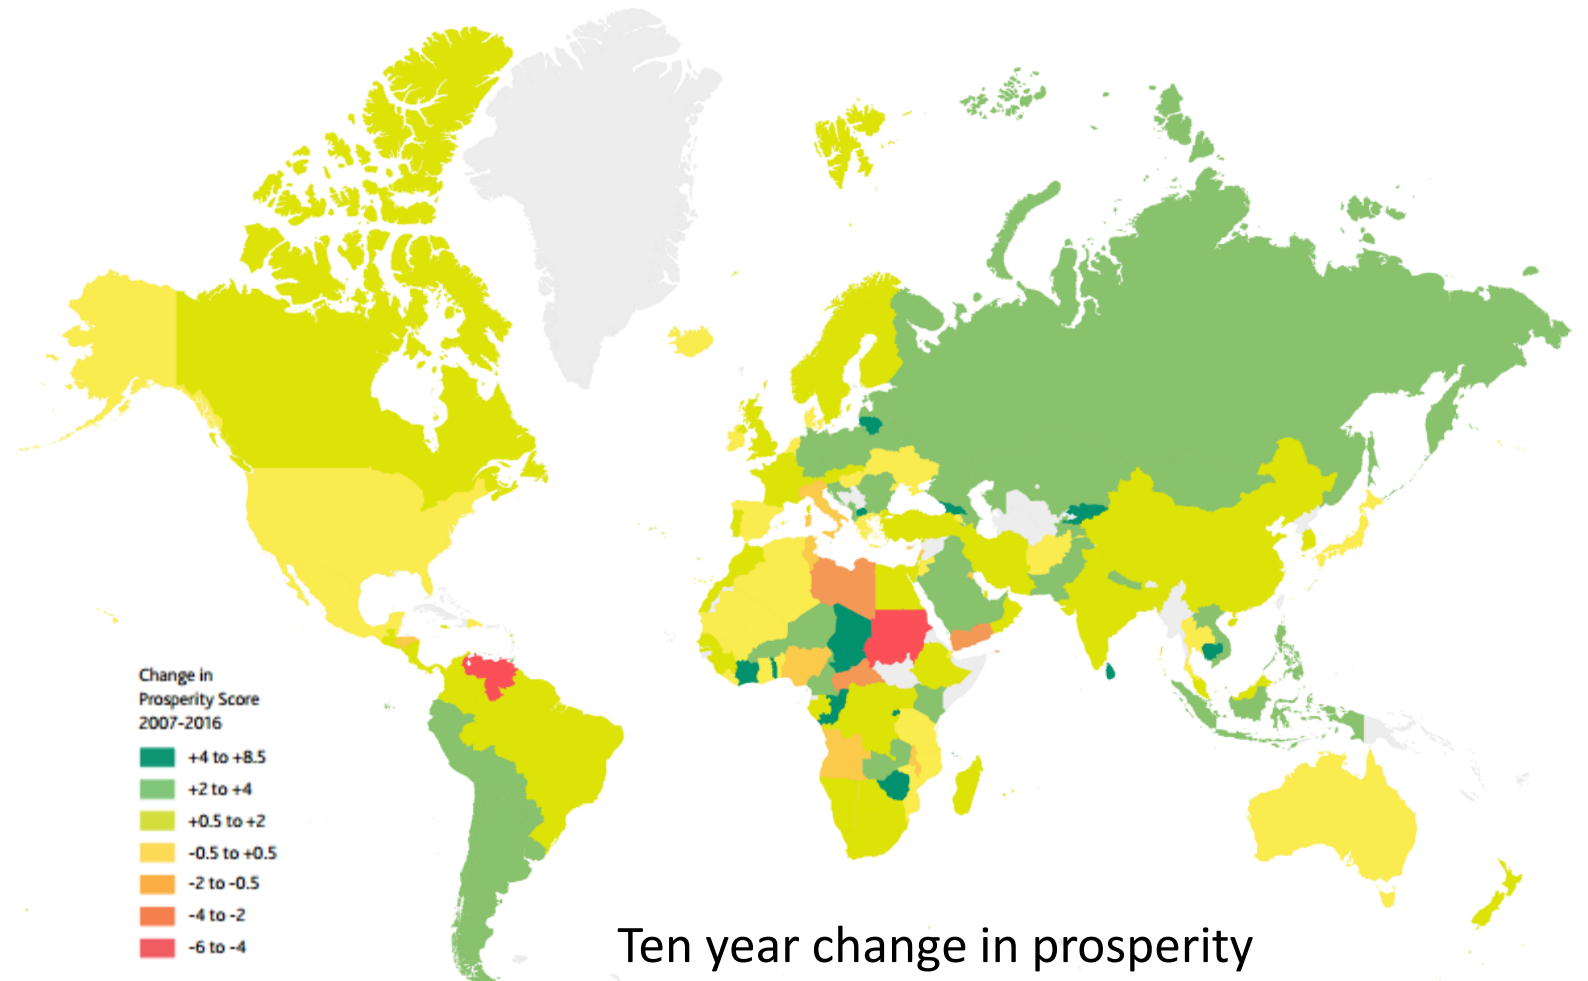 Change in
Prosperity Score
2007-2016
+4 to +8.5
+2 to +4
+0.5 to +2
-0.5 to +0.5
-2 to -0.5
-4 to -2
-6 to -4
Ten year change in prosperity